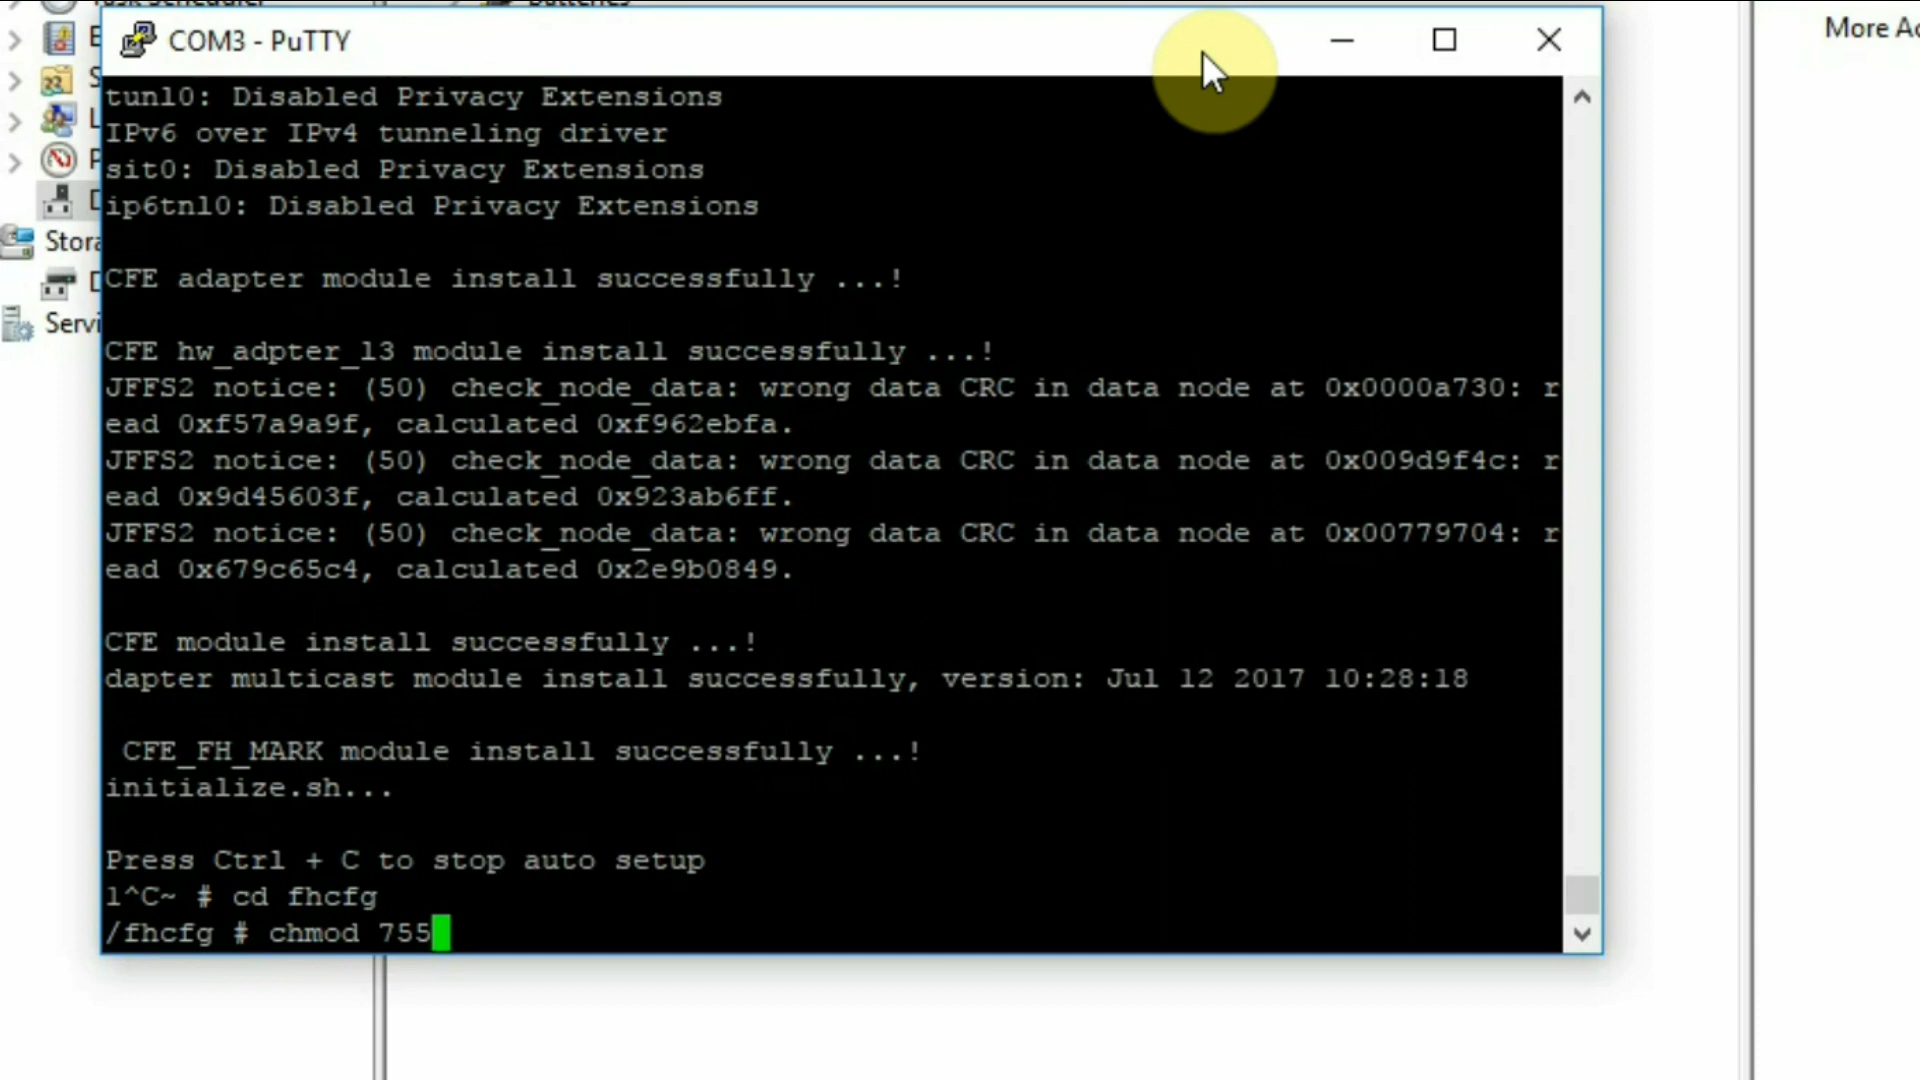 Batteries
More Ac
COM3 - PuTTY
E
S
L
P
D
Stora
D
Servi
tunl0: Disabled Privacy Extensions
IPv6 over IPv4 tunneling driver
sit0: Disabled Privacy Extensions
ip6tnl0: Disabled Privacy Extensions
CFE adapter module install successfully ...!
CFE hw_adpter_l3 module install successfully ...!
JFFS2 notice: (50) check_node_data: wrong data CRC in data node at 0x0000a730: r
ead 0xf57a9a9f, calculated 0xf962ebfa.
JFFS2 notice: (50) check_node_data: wrong data CRC in data node at 0x009d9f4c: r
ead 0x9d45603f, calculated 0x923ab6ff.
JFFS2 notice: (50) check_node_data: wrong data CRC in data node at 0x00779704: r
ead 0x679c65c4, calculated 0x2e9b0849.
CFE module install successfully ...!
dapter multicast module install successfully, version: Jul 12 2017 10:28:18
CFE_FH_MARK module install successfully ...!
initialize.sh...
Press Ctrl + C to stop auto setup
l^C~ # cd fhcfg
/fhcfg # chmod 755